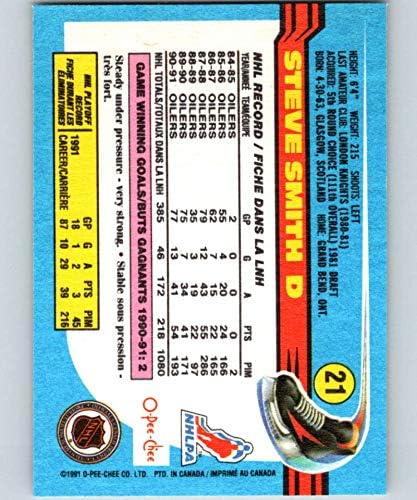 21
STEVE SMITH D
HEIGHT: 6'4" WEIGHT: 215 SHOOTS: LEFT
LAST AMATEUR CLUB: LONDON KNIGHTS (1980-81)
ACQUIRED: 5TH ROUND CHOICE (111TH OVERALL) 1981 DRAFT
BORN: 4-30-63, GLASGOW, SCOTLAND HOME: GRAND BEND, ONT.
NHL RECORD / FICHE DANS LA LNH
YEAR/ANNÉE TEAM/ÉQUIPE GP G A PTS PIM
84-85 OILERS 2 0 0 0 2
85-86 OILERS 55 4 20 24 166
86-87 OILERS 62 7 15 22 165
87-88 OILERS 79 12 43 55 286
88-89 OILERS 35 3 19 22 97
89-90 OILERS 75 7 34 41 171
90-91 OILERS 77 13 41 54 193
NHL TOTALS/TOTAUX DANS LA LNH 385 46 172 218 1080
GAME WINNING GOALS/BUTS GAGNANTS 1990-91: 2
Steady under pressure - very strong. • Stable sous pression -
très puissant.
NHL PLAYOFF
RECORD
FICHE DURANT LES
ÉLIMINATOIRES
GP G A PTS PIM
1991 18 1 2 3 45
CAREER/CARRIÈRE 87 10 29 39 216
NHLPA
O-Pee-Chee
NHL
©1991 O-PEE-CHEE CO. LTD. PTD. IN CANADA / IMPRIMÉ AU CANADA